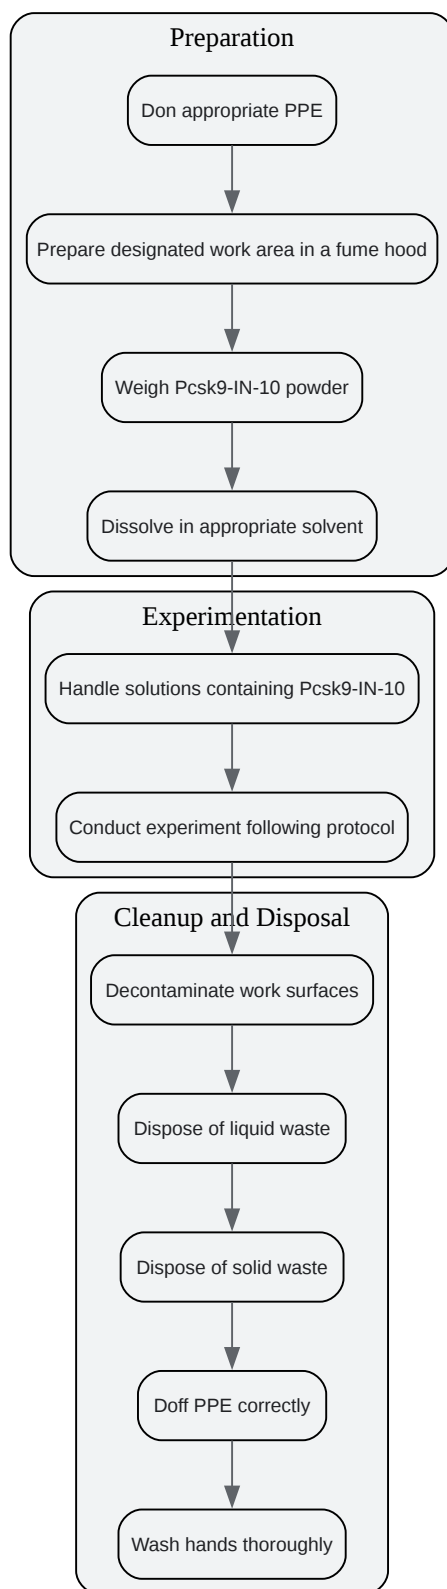 Preparation
Don appropriate PPE
Prepare designated work area in a fume hood
Weigh Pcsk9-IN-10 powder
Dissolve in appropriate solvent
Experimentation
Handle solutions containing Pcsk9-IN-10
Conduct experiment following protocol
Cleanup and Disposal
Decontaminate work surfaces
Dispose of liquid waste
Dispose of solid waste
Doff PPE correctly
Wash hands thoroughly